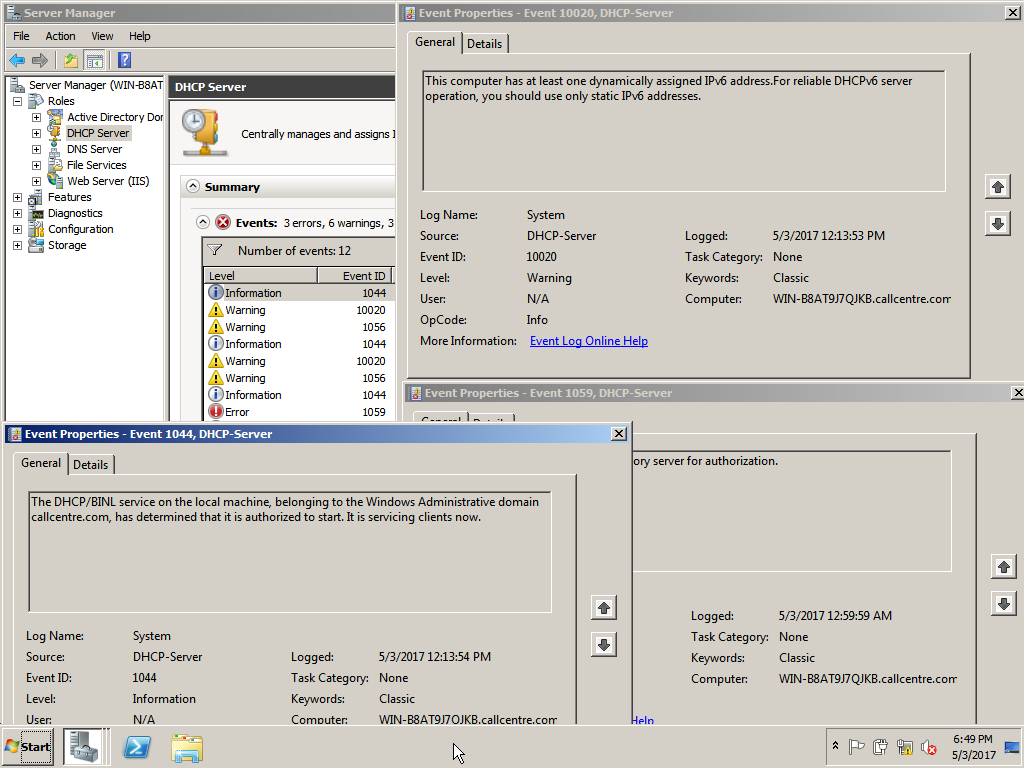 Server Manager
File Action View Help
Server Manager (WIN-B8AT
Roles
Active Directory Dor
DHCP Server
DNS Server
File Services
Web Server (IIS)
Features
Diagnostics
Configuration
Storage
DHCP Server
Centrally manages and assigns I
Summary
Events: 3 errors, 6 warnings, 3
Number of events: 12
Level Event ID
Information 1044
Warning 10020
Warning 1056
Information 1044
Warning 10020
Warning 1056
Information 1044
Error 1059
Event Properties - Event 10020, DHCP-Server
General Details
This computer has at least one dynamically assigned IPv6 address.For reliable DHCPv6 server
operation, you should use only static IPv6 addresses.
Log Name: System
Source: DHCP-Server Logged: 5/3/2017 12:13:53 PM
Event ID: 10020 Task Category: None
Level: Warning Keywords: Classic
User: N/A Computer: WIN-B8AT9J7QJKB.callcentre.com
OpCode: Info
More Information: Event Log Online Help
Event Properties - Event 1059, DHCP-Server
General Details
ory server for authorization.
Logged: 5/3/2017 12:59:59 AM
Task Category: None
Keywords: Classic
Computer: WIN-B8AT9J7QJKB.callcentre.com
Help
Event Properties - Event 1044, DHCP-Server
General Details
The DHCP/BINL service on the local machine, belonging to the Windows Administrative domain
callcentre.com, has determined that it is authorized to start. It is servicing clients now.
Log Name: System
Source: DHCP-Server Logged: 5/3/2017 12:13:54 PM
Event ID: 1044 Task Category: None
Level: Information Keywords: Classic
User: N/A Computer: WIN-B8AT9J7QJKB.callcentre.com
Start
6:49 PM
5/3/2017